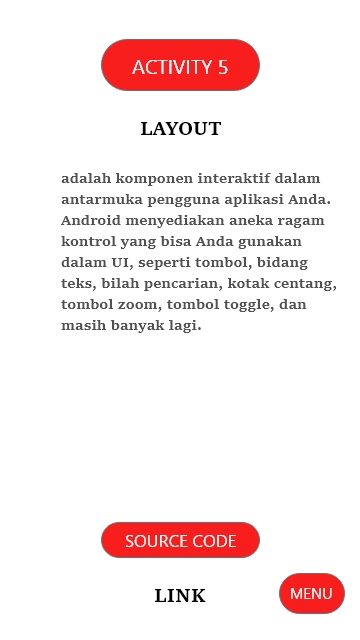 ACTIVITY 5
LAYOUT
adalah komponen interaktif dalam
antarmuka pengguna aplikasi Anda.
Android menyediakan aneka ragam
kontrol yang bisa Anda gunakan
dalam UI, seperti tombol, bidang
teks, bilah pencarian, kotak centang,
tombol zoom, tombol toggle, dan
masih banyak lagi.
SOURCE CODE
LINK
MENU